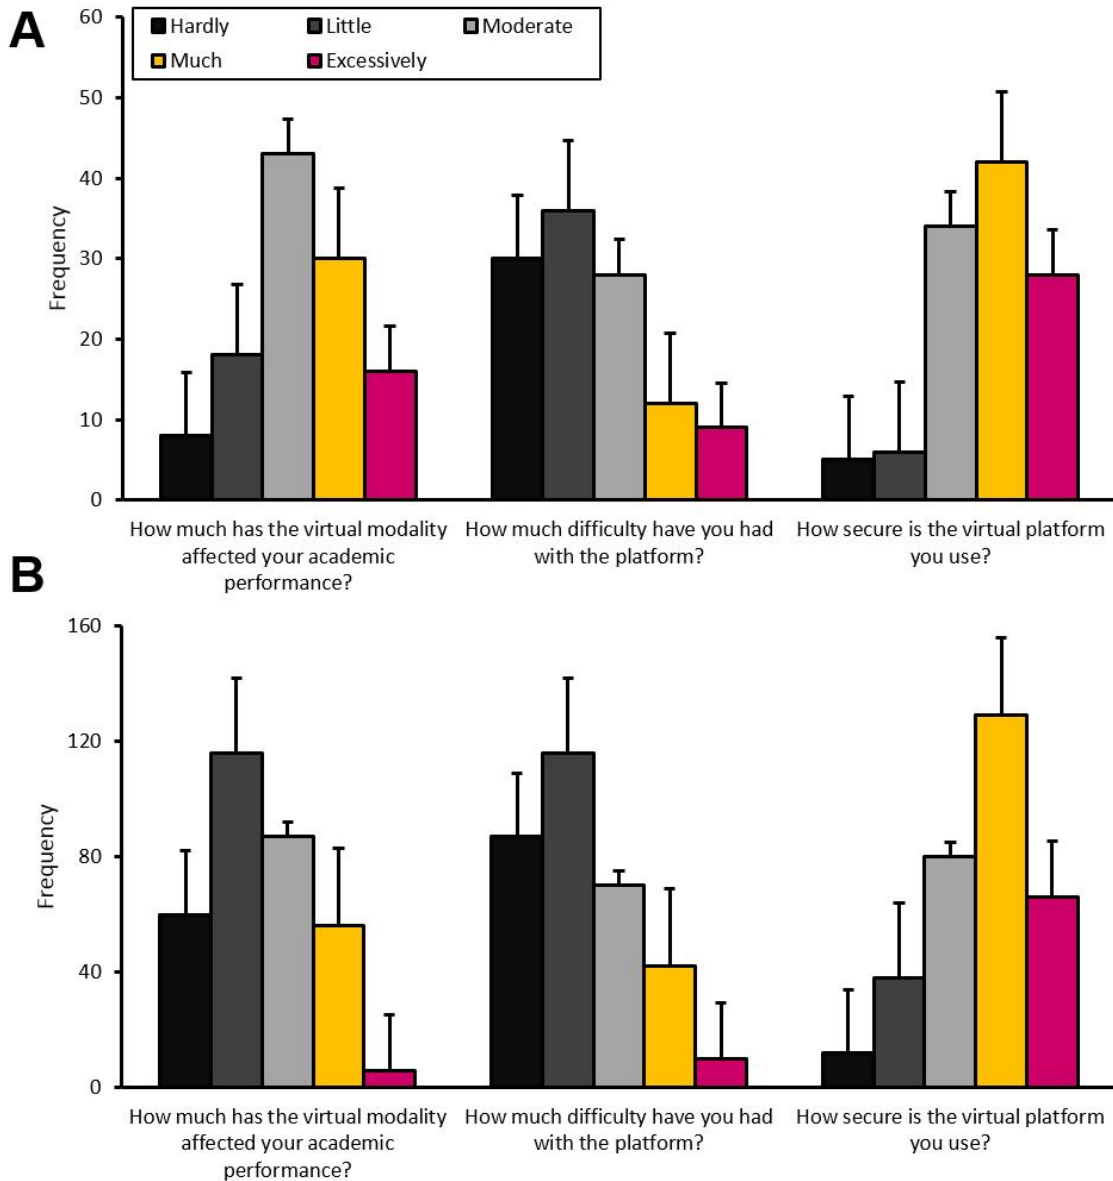 A
Hardly Little Moderate
Much Excessively
60
50
40
30
20
10
0
Frequency
How much has the virtual modality affected your academic performance?
How much difficulty have you had with the platform?
How secure is the virtual platform you use?
B
160
120
80
40
0
Frequency
How much has the virtual modality
affected your academic
performance?
How much difficulty have you had
with the platform?
How secure is the virtual platform
you use?